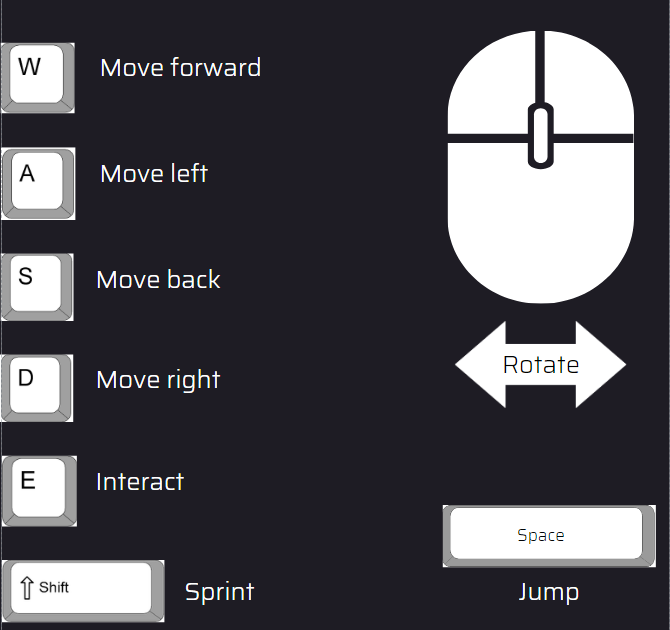 W Move forward
A Move left
S Move back
D Move right
E Interact
⇧ Shift Sprint
Rotate
Space
Jump